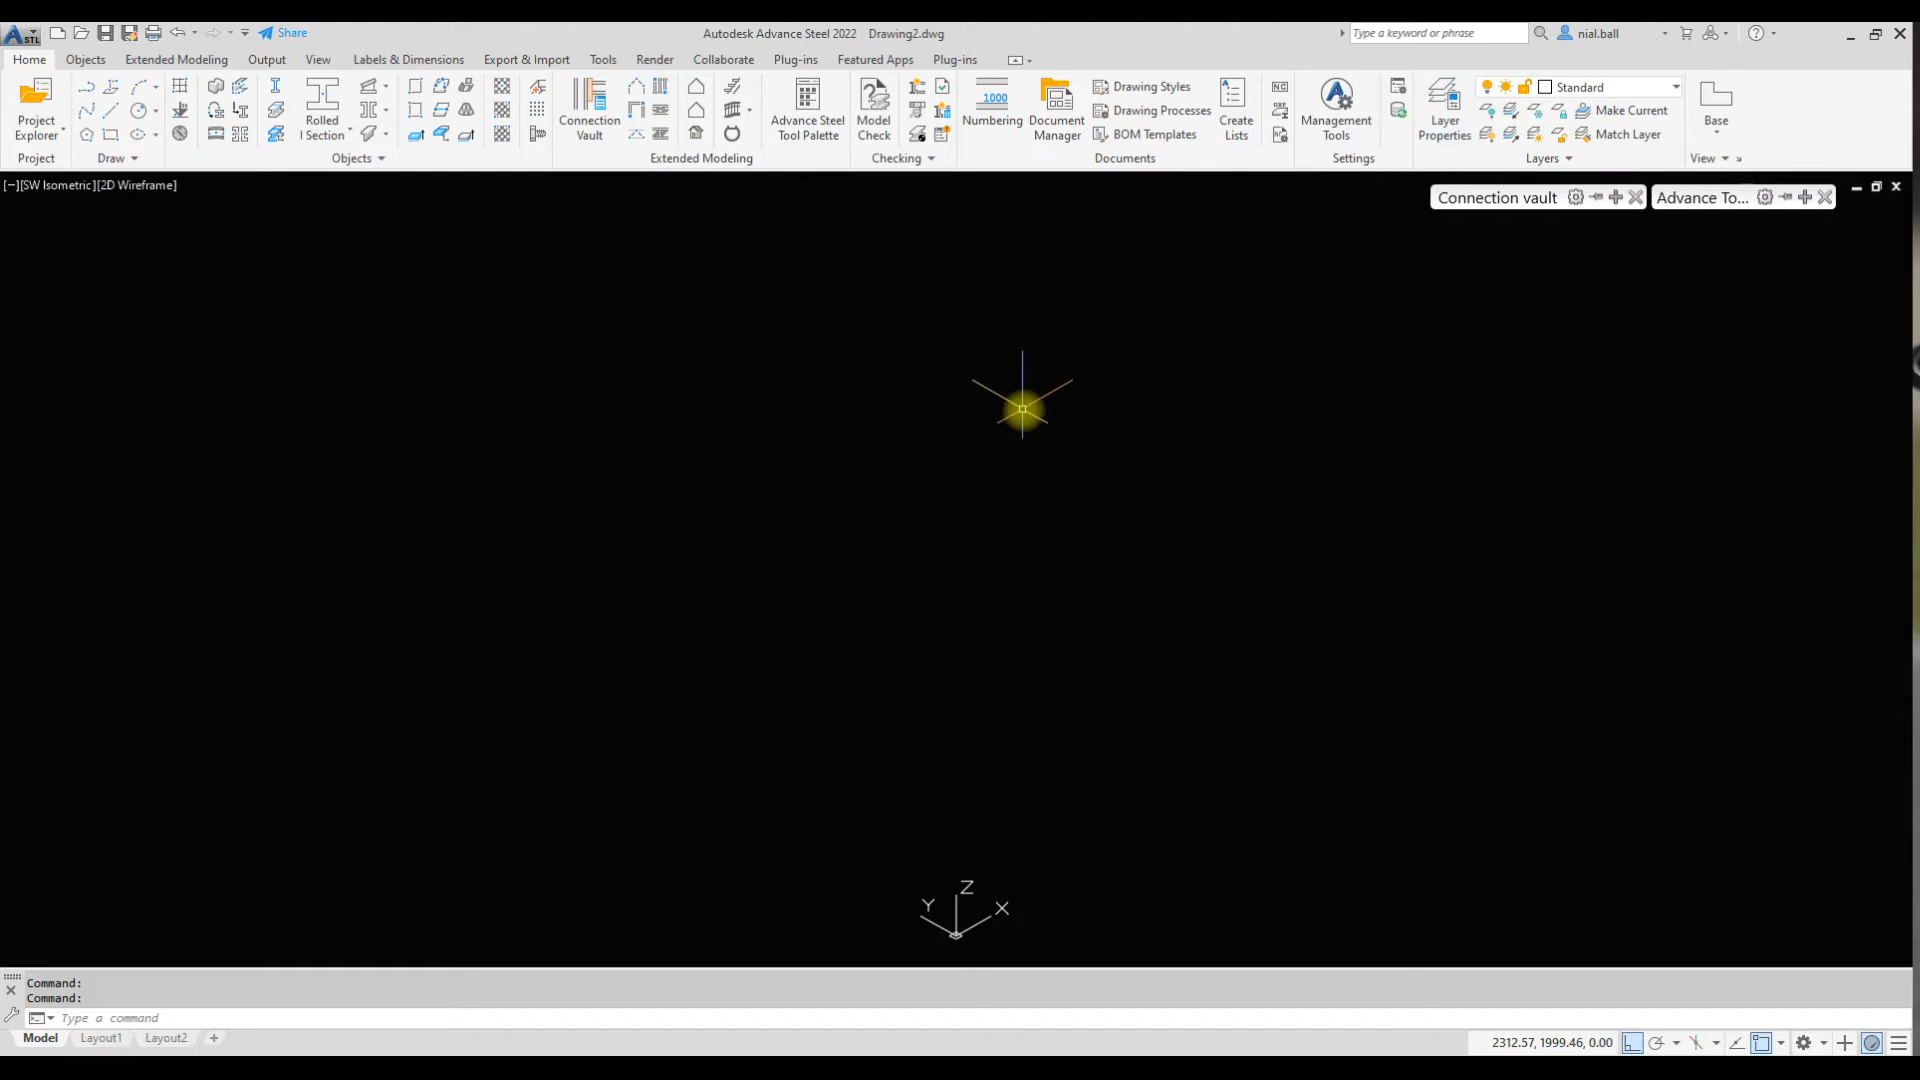 STL Share Autodesk Advance Steel 2022 Drawing2.dwg Type a keyword or phrase nial.ball
Home Objects Extended Modeling Output View Labels & Dimensions Export & Import Tools Render Collaborate Plug-ins Featured Apps Plug-ins
Project Explorer
Project
Draw
Rolled I Section
Objects
Connection Vault
Extended Modeling
Advance Steel Tool Palette
Model Check
Checking
1000
Numbering
Document Manager
Drawing Styles
Drawing Processes
BOM Templates
Create Lists
NC
DXF
NC
Documents
Management Tools
Settings
Layer Properties
Standard
Make Current
Match Layer
Layers
Base
View
[−][SW Isometric][2D Wireframe]
Connection vault
Advance To...
Z
Y
X
Command:
Command:
Type a command
Model Layout1 Layout2 +
2312.57, 1999.46, 0.00